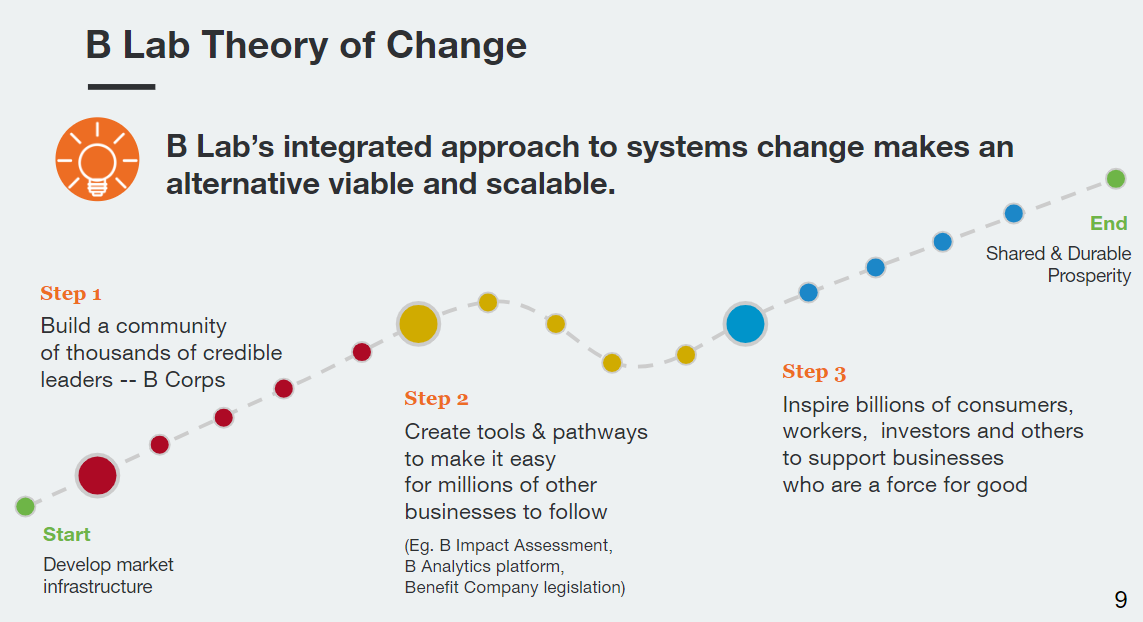 B Lab Theory of Change
B Lab's integrated approach to systems change makes an
alternative viable and scalable.
Start
Develop market
infrastructure
Step 1
Build a community
of thousands of credible
leaders -- B Corps
Step 2
Create tools & pathways
to make it easy
for millions of other
businesses to follow
(Eg. B Impact Assessment,
B Analytics platform,
Benefit Company legislation)
Step 3
Inspire billions of consumers,
workers,  investors and others
to support businesses
who are a force for good
End
Shared & Durable
Prosperity
9